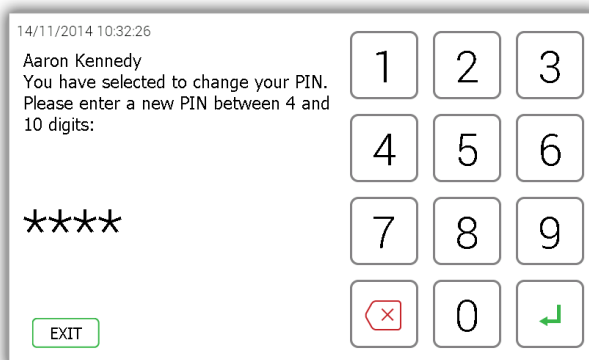 14/11/2014 10:32:26
Aaron Kennedy
You have selected to change your PIN.
Please enter a new PIN between 4 and
10 digits:
****
EXIT
1 2 3
4 5 6
7 8 9
0